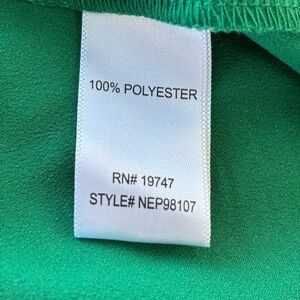 100% POLYESTER
RN# 19747
STYLE# NEP98107